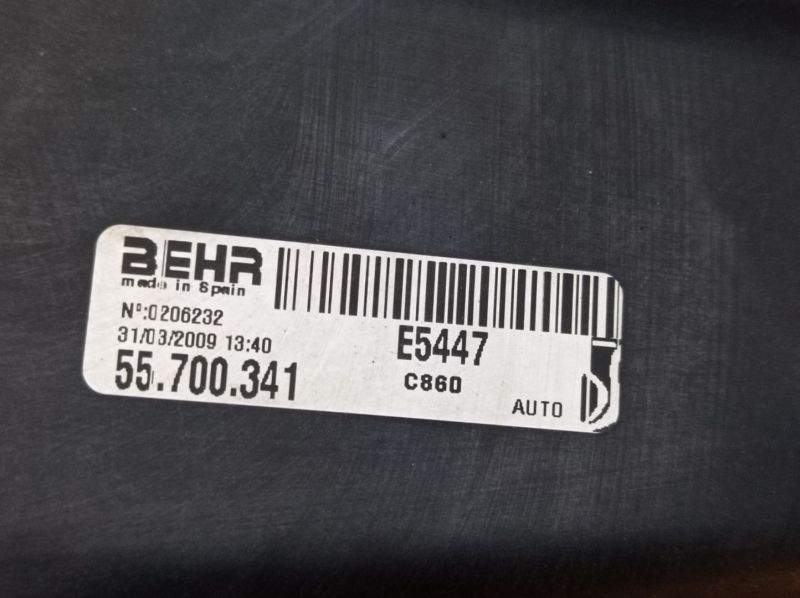 BEHR
made in Spain
Nº:0206232
31/03/2009 13:40
55.700.341
E5447
C860
AUTO